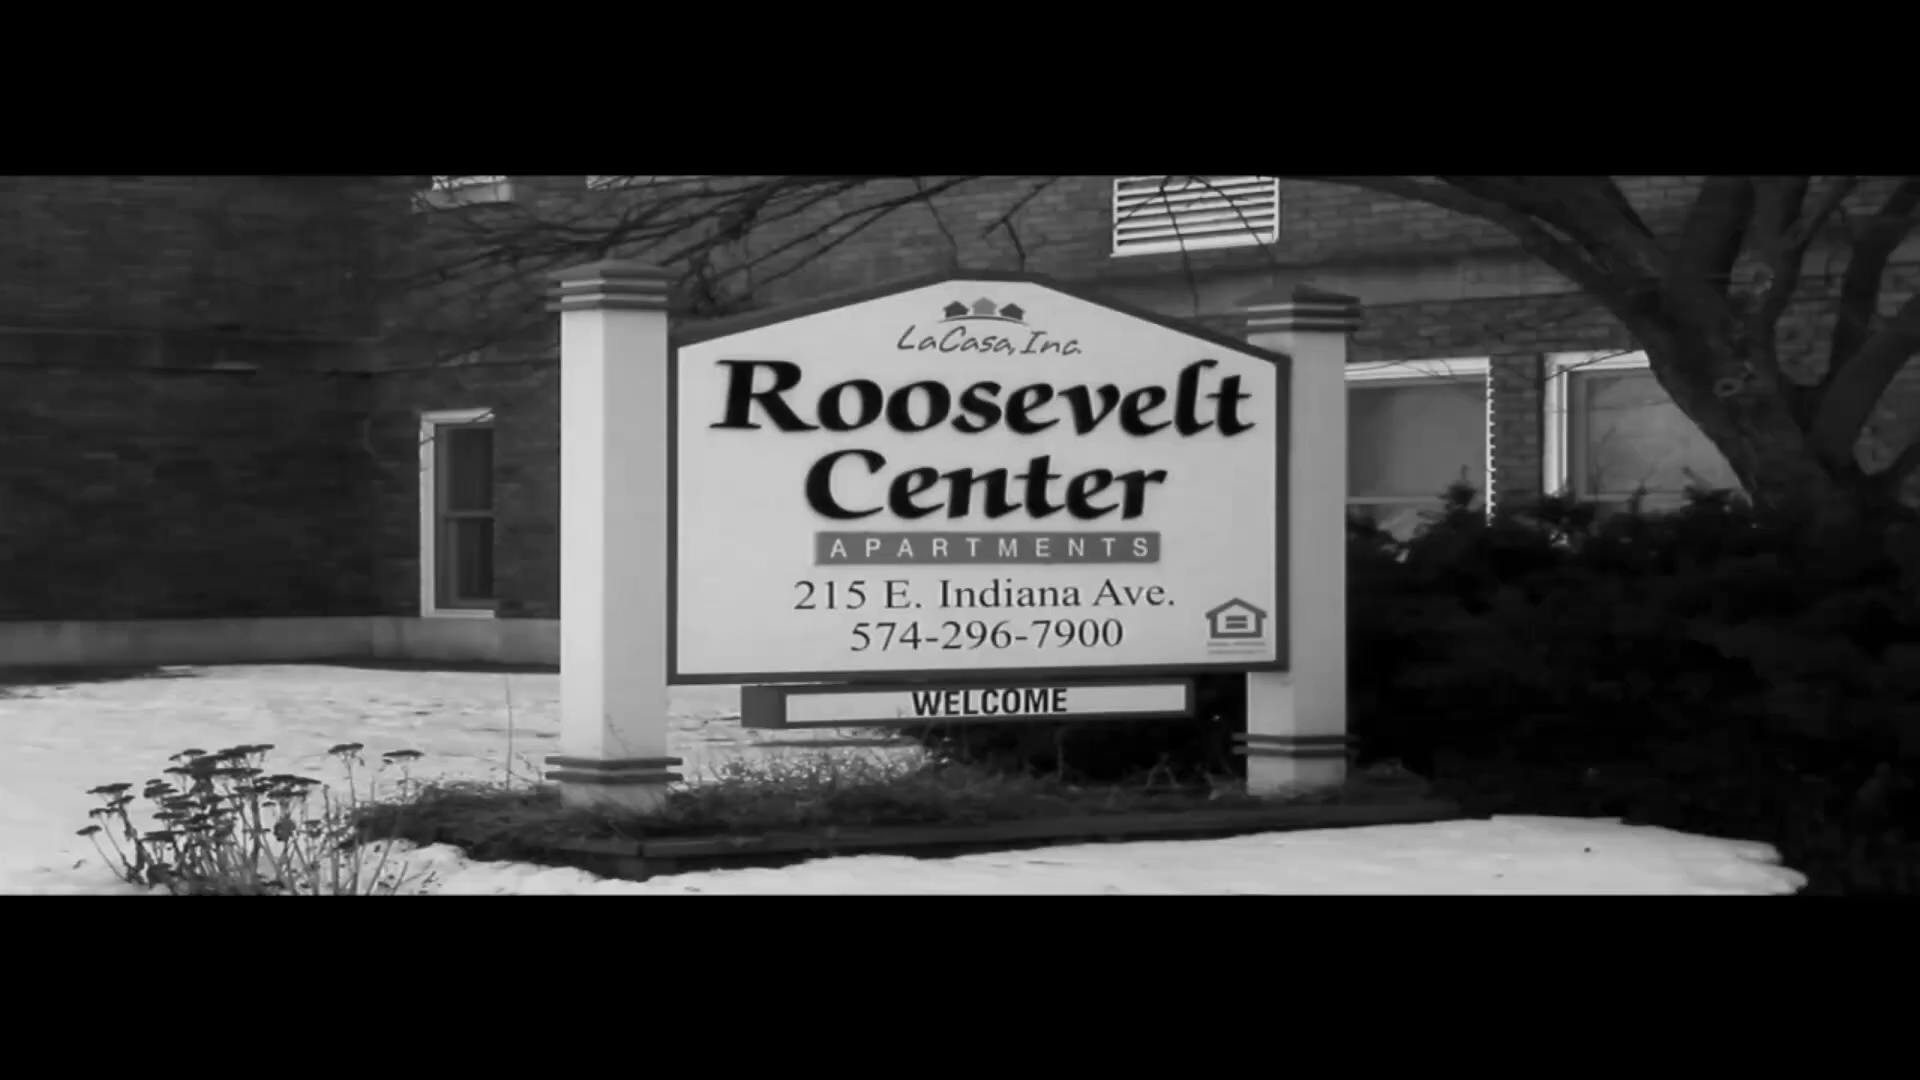 LaCasa, Inc.
Roosevelt
Center
APARTMENTS
215 E. Indiana Ave.
574-296-7900
WELCOME